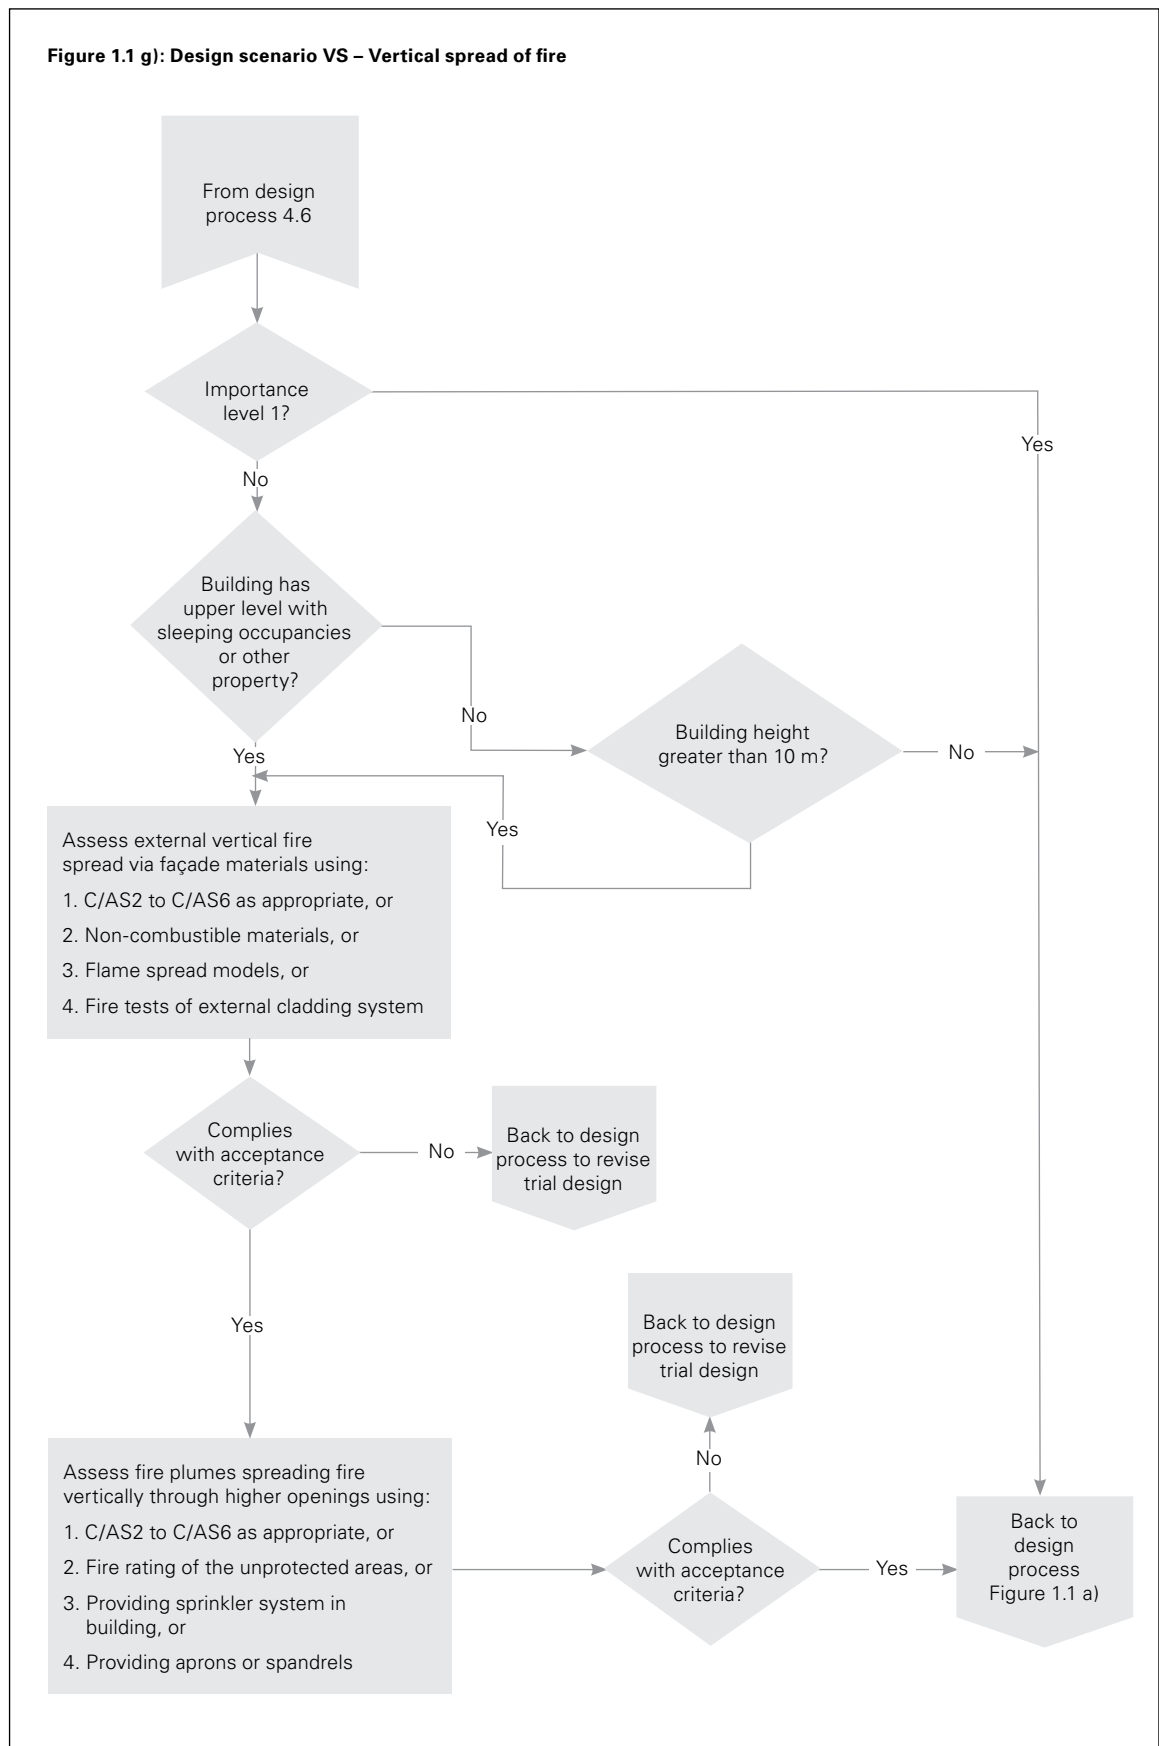 Figure 1.1 g): Design scenario VS – Vertical spread of fire
From design
process 4.6
Importance
level 1?
Yes
No
Building has
upper level with
sleeping occupancies
or other
property?
No
Building height
greater than 10 m?
No
Yes
Yes
Assess external vertical fire
spread via façade materials using:
1. C/AS2 to C/AS6 as appropriate, or
2. Non-combustible materials, or
3. Flame spread models, or
4. Fire tests of external cladding system
Complies
with acceptance
criteria?
No
Back to design
process to revise
trial design
Yes
Back to design
process to revise
trial design
No
Assess fire plumes spreading fire
vertically through higher openings using:
1. C/AS2 to C/AS6 as appropriate, or
2. Fire rating of the unprotected areas, or
3. Providing sprinkler system in
building, or
4. Providing aprons or spandrels
Complies
with acceptance
criteria?
Yes
Back to
design
process
Figure 1.1 a)